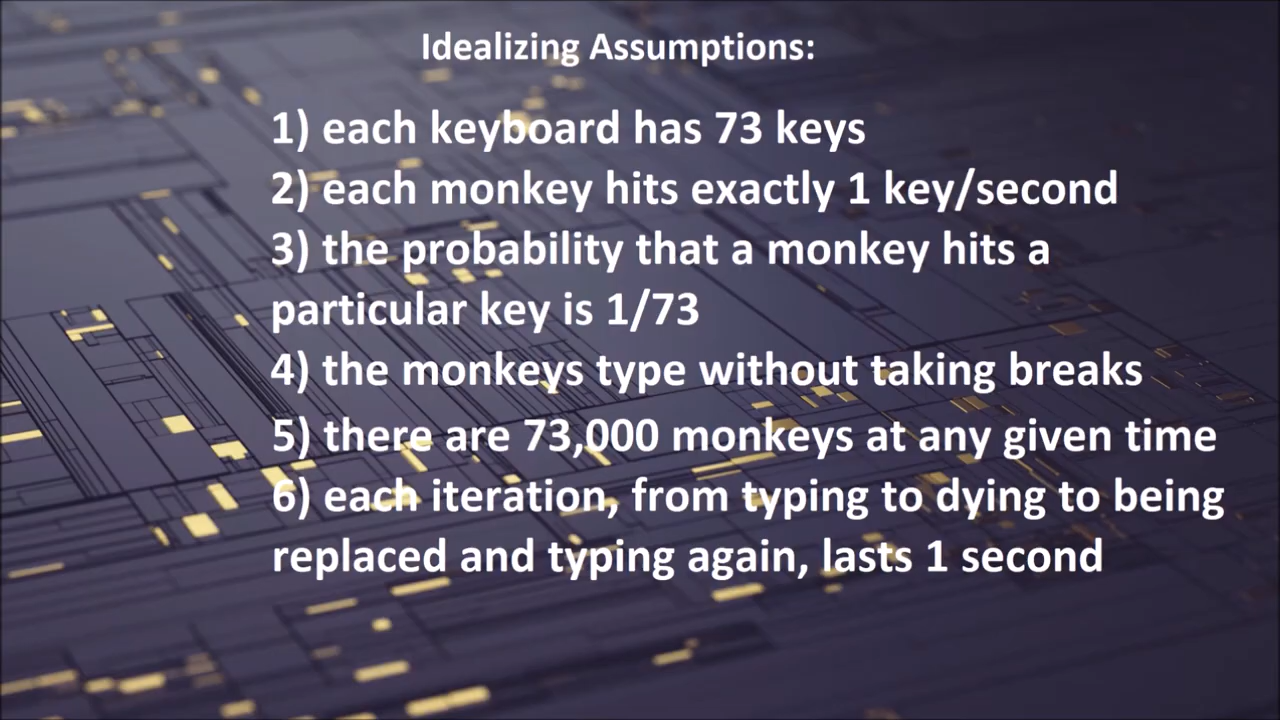 Idealizing Assumptions:
1) each keyboard has 73 keys
2) each monkey hits exactly 1 key/second
3) the probability that a monkey hits a
particular key is 1/73
4) the monkeys type without taking breaks
5) there are 73,000 monkeys at any given time
6) each iteration, from typing to dying to being
replaced and typing again, lasts 1 second